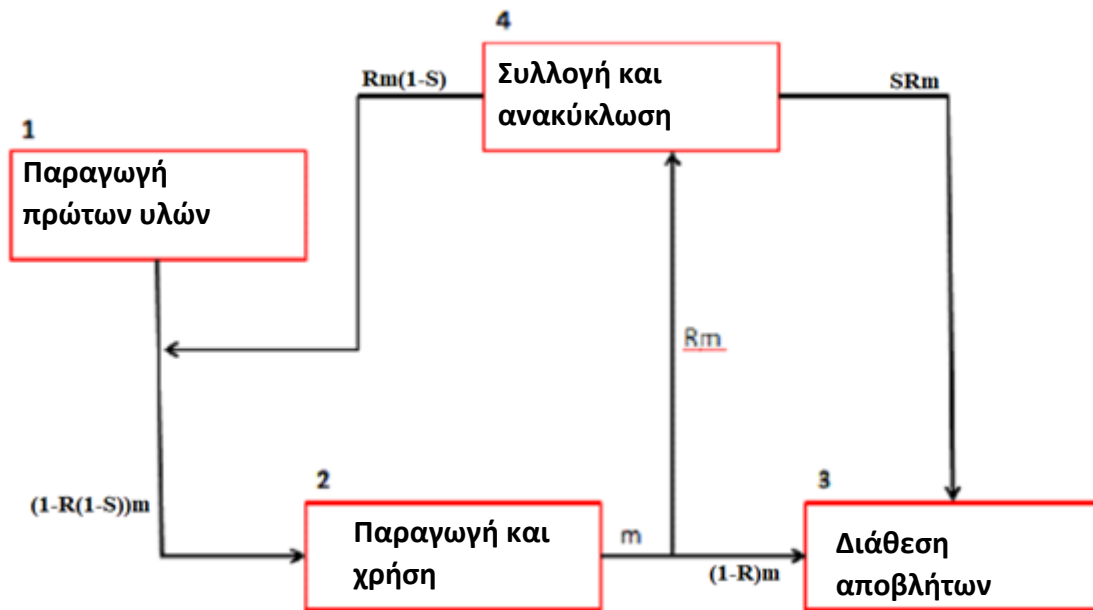 4
Συλλογή και
ανακύκλωση
Rm(1-S)
SRm
1
Παραγωγή
πρώτων υλών
Rm
(1-R(1-S))m
2
Παραγωγή και
χρήση
m
(1-R)m
3
Διάθεση
αποβλήτων